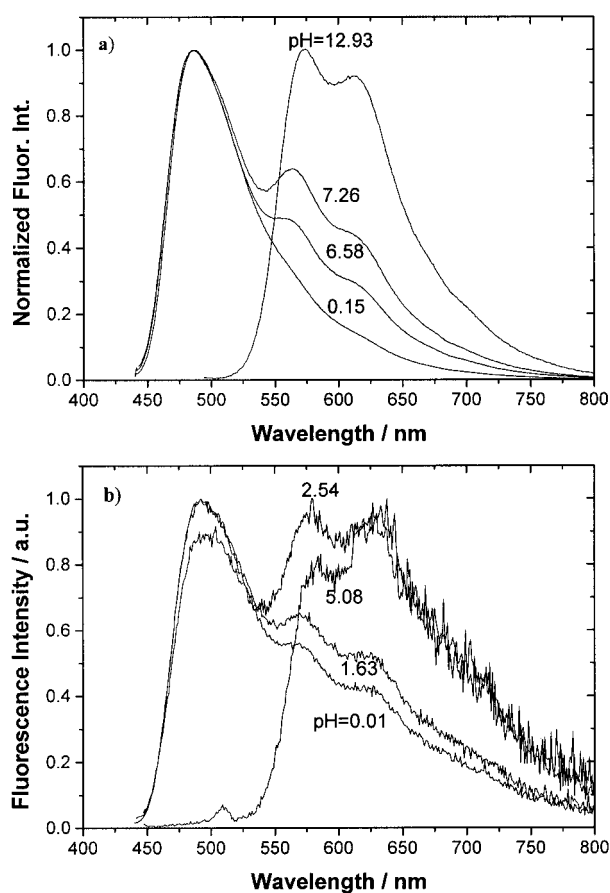 a)
pH=12.93
1.0
0.8
0.6
0.4
0.2
0.0
7.26
6.58
0.15
Normalized Fluor. Int.
400 450 500 550 600 650 700 750 800
Wavelength / nm
b)
2.54
1.0
0.8
0.6
0.4
0.2
0.0
5.08
1.63
pH=0.01
Fluorescence Intensity / a.u.
400 450 500 550 600 650 700 750 800
Wavelength / nm